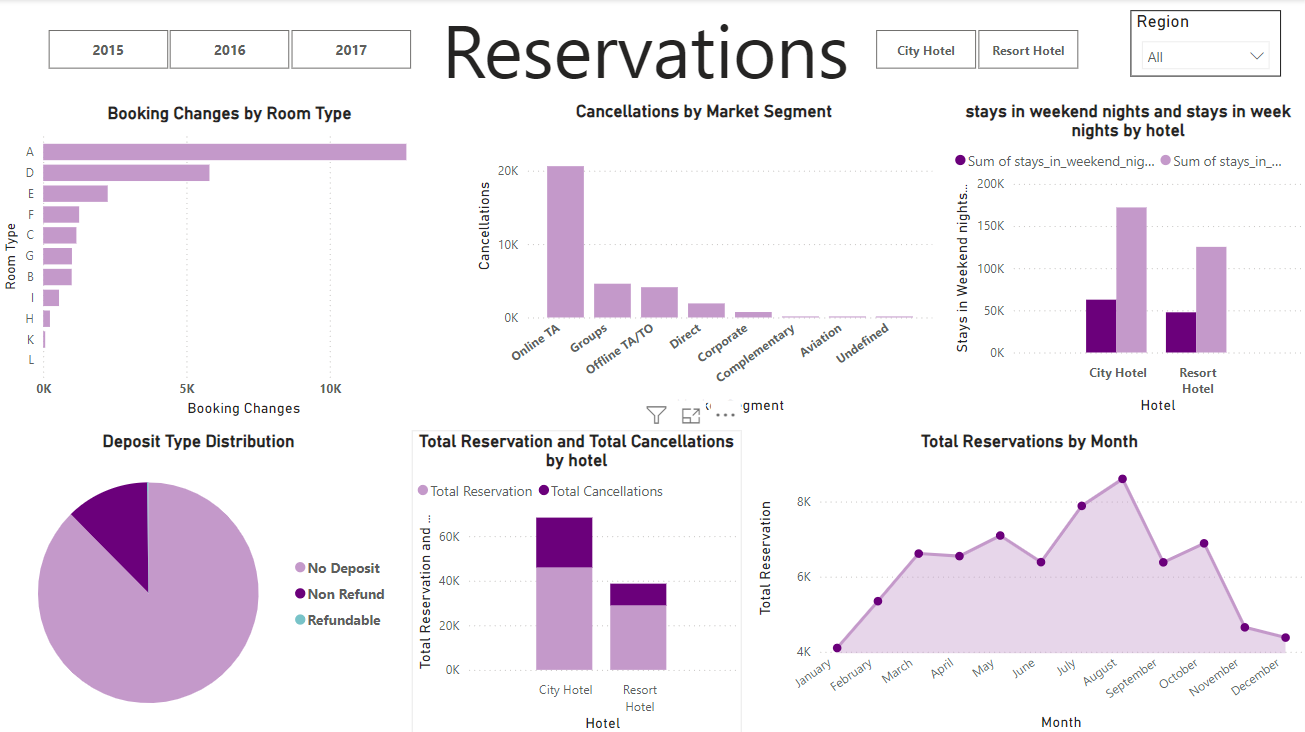 2015
2016
2017
Reservations
City Hotel
Resort Hotel
Region
All
Booking Changes by Room Type
Room Type
A
D
E
F
C
G
B
I
H
K
L
0K
5K
10K
Booking Changes
Cancellations by Market Segment
Cancellations
20K
10K
0K
Online TA
Groups
Offline TA/TO
Direct
Corporate
Complementary
Aviation
Undefined
gment
stays in weekend nights and stays in week
nights by hotel
Sum of stays_in_weekend_nig...
Sum of stays_in_...
Stays in Weekend nights...
200K
150K
100K
50K
0K
City Hotel
Resort
Hotel
Hotel
Deposit Type Distribution
No Deposit
Non Refund
Refundable
Total Reservation and Total Cancellations
by hotel
Total Reservation
Total Cancellations
Total Reservation and ...
60K
40K
20K
0K
City Hotel
Resort
Hotel
Hotel
Total Reservations by Month
Total Reservation
8K
6K
4K
January
February
March
April
May
June
July
August
September
October
November
December
Month